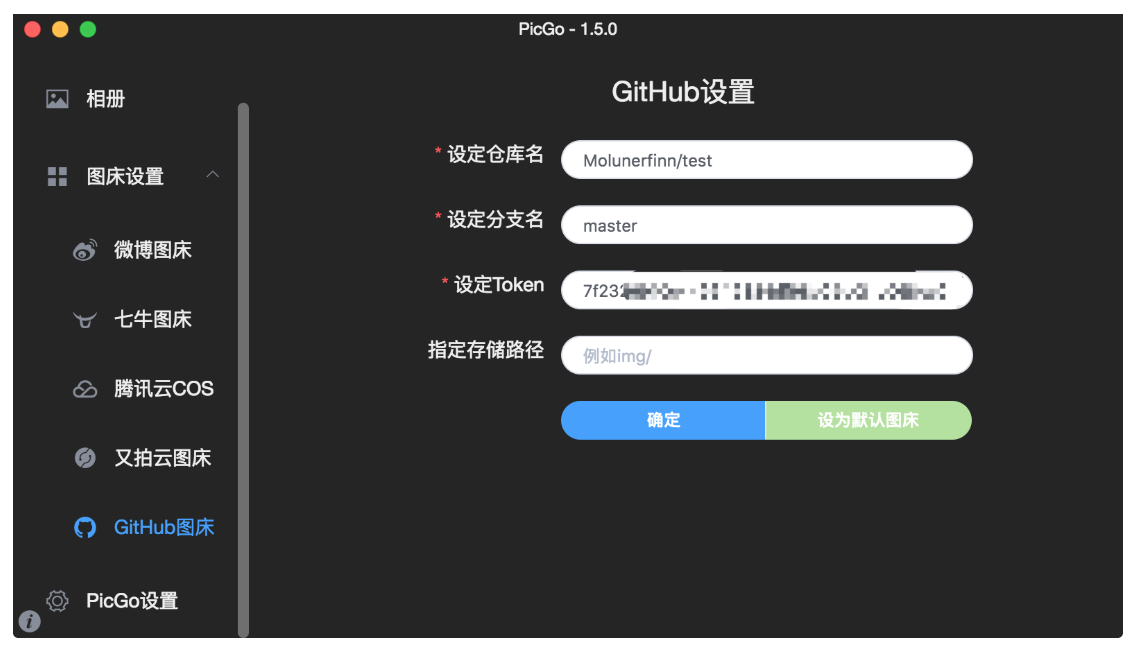 PicGo - 1.5.0
相册
图床设置
微博图床
七牛图床
腾讯云COS
又拍云图床
GitHub图床
PicGo设置
GitHub设置
* 设定仓库名
Molunerfinn/test
* 设定分支名
master
* 设定Token
7f232
指定存储路径
例如img/
确定
设为默认图床